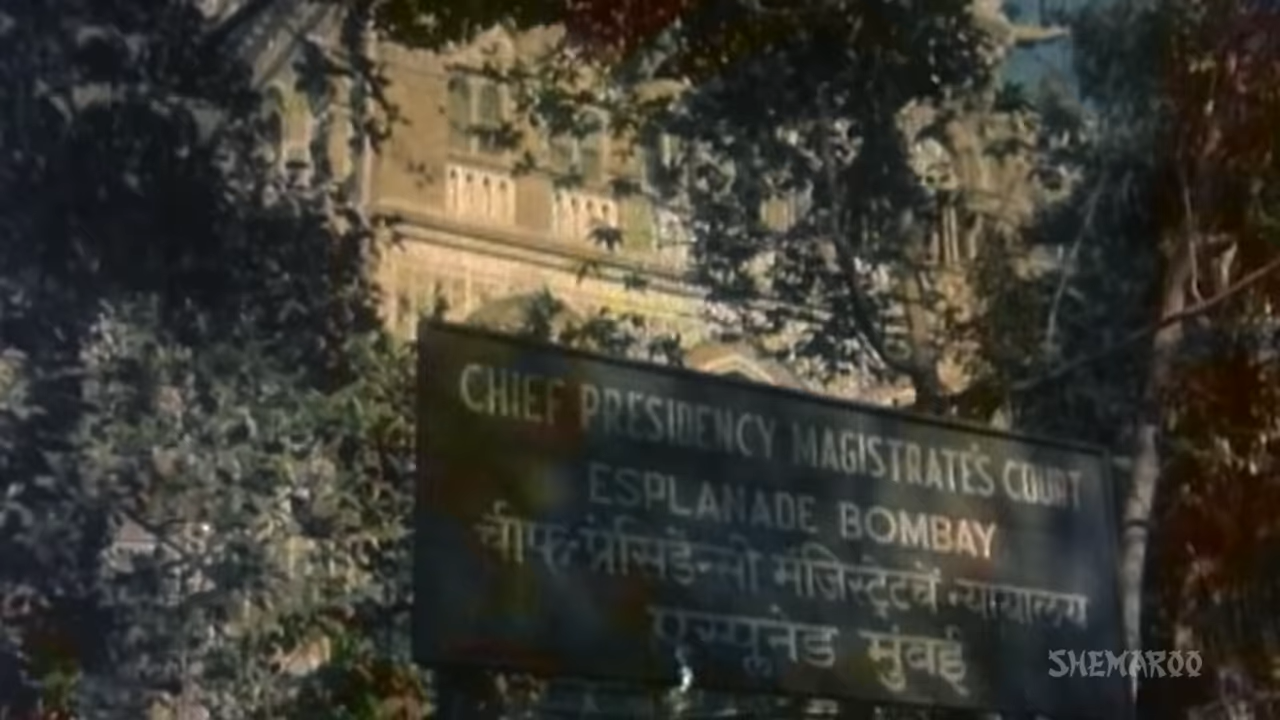 CHIEF PRESIDENCY MAGISTRATE'S COURT
ESPLANADE BOMBAY
चीफ प्रेसिडेन्सी मॅजिस्ट्रेटचें न्यायालय
एस्प्लनेड मुंबई
SHEMAROO